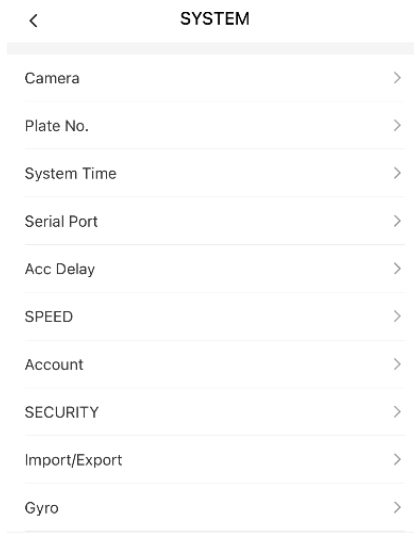 SYSTEM
Camera
Plate No.
System Time
Serial Port
Acc Delay
SPEED
Account
SECURITY
Import/Export
Gyro